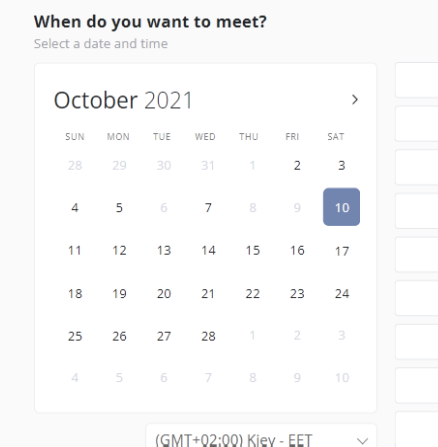 When do you want to meet?
Select a date and time
October 2021 >
SUN MON TUE WED THU FRI SAT
28 29 30 31 1 2 3
4 5 6 7 8 9 10
11 12 13 14 15 16 17
18 19 20 21 22 23 24
25 26 27 28 1 2 3
4 5 6 7 8 9 10
(GMT+02:00) Kiev - EET